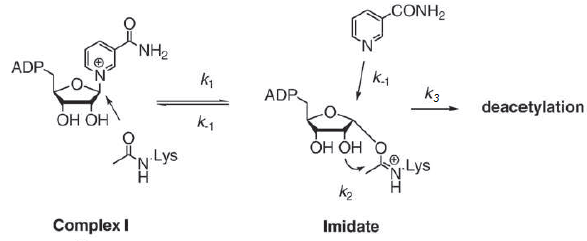 O
NH₂
⊕
N
ADP
O
OH OH
O
N
H
Lys
k₁
k₋₁
CONH₂
N
k₋₁
ADP
O
OH OH
O
⊕
N
H
Lys
k₂
k₃
deacetylation
Complex I
Imidate